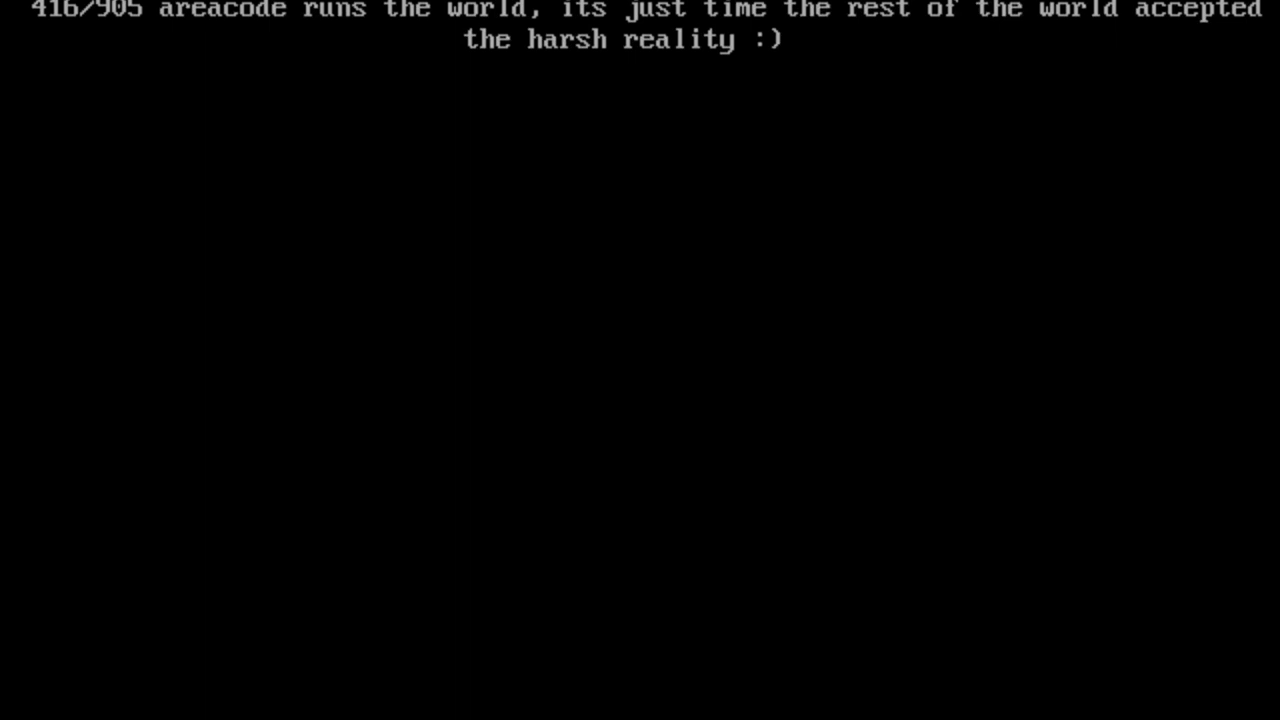 416/905 areacode runs the world, its just time the rest of the world accepted
the harsh reality :)